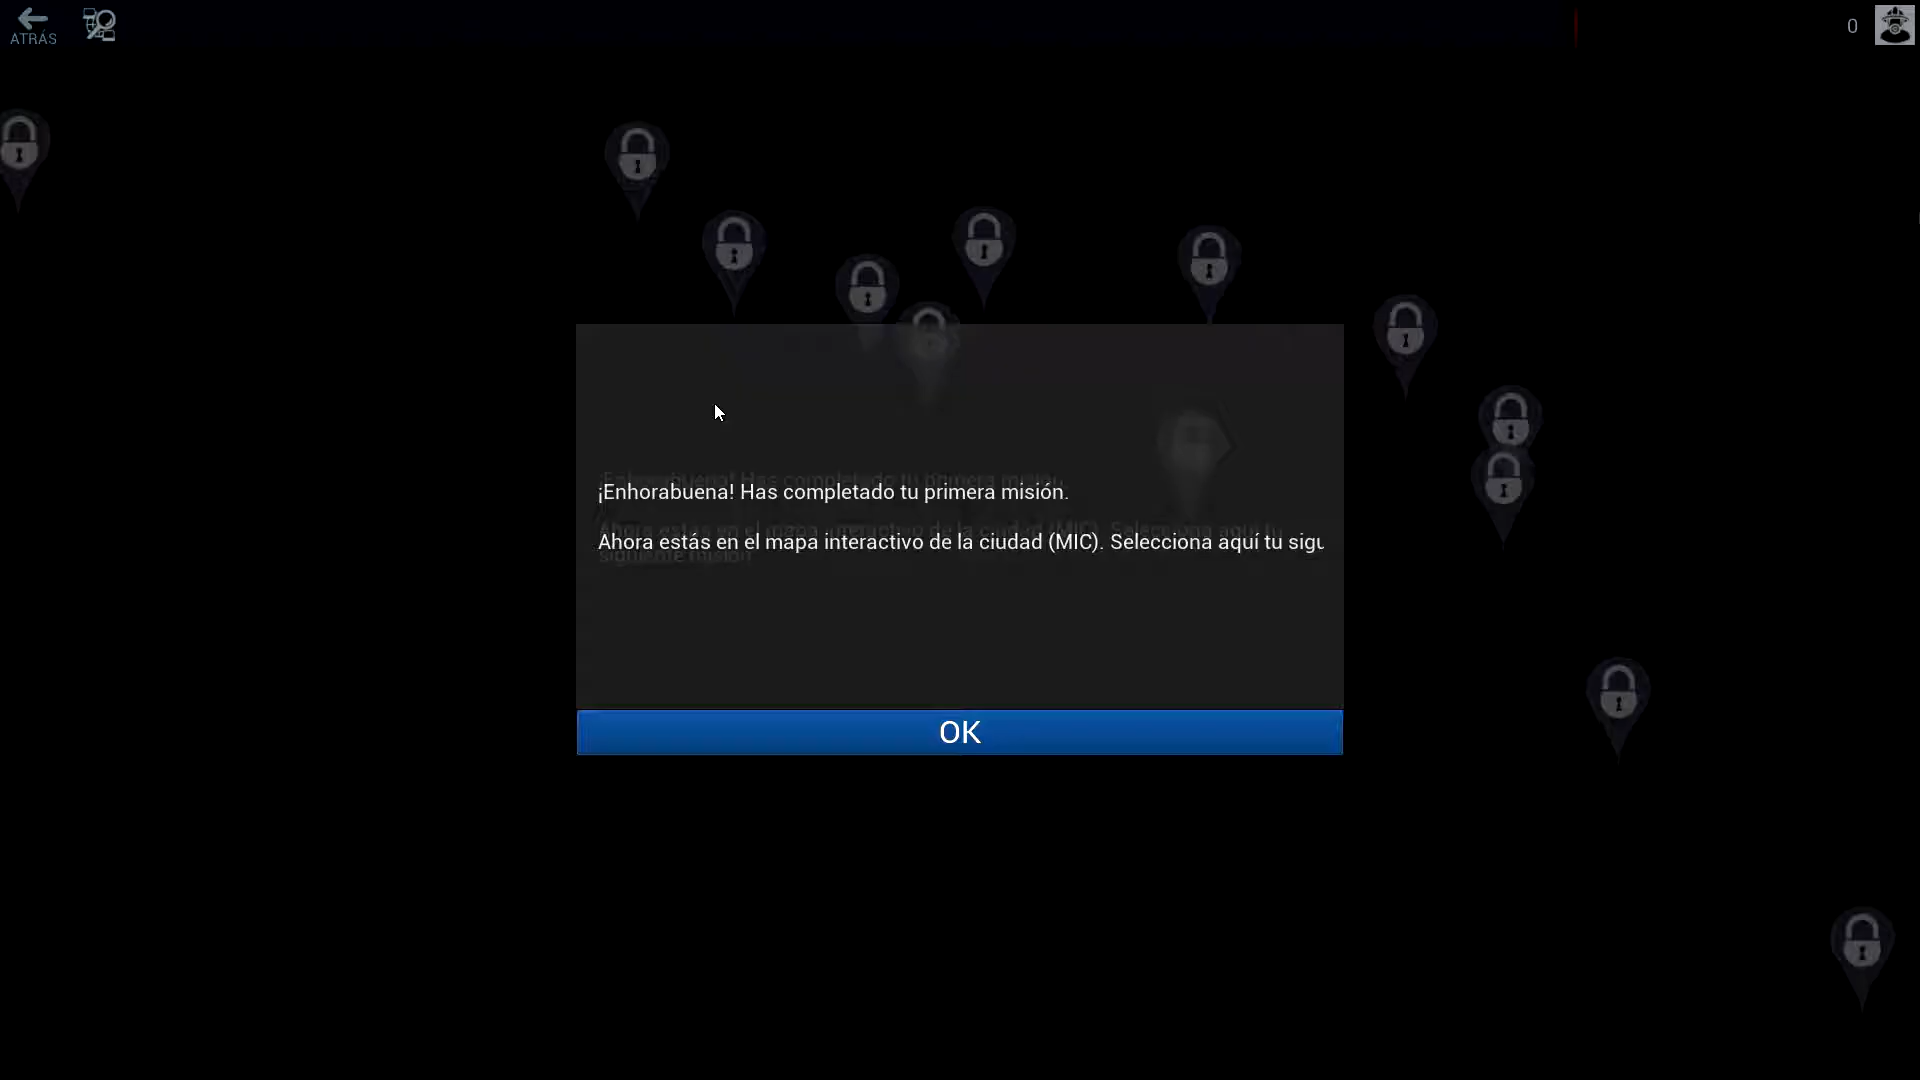 ATRÁS
0
¡Enhorabuena! Has completado tu primera misión.
Ahora estás en el mapa interactivo de la ciudad (MIC). Selecciona aquí tu sigu
OK